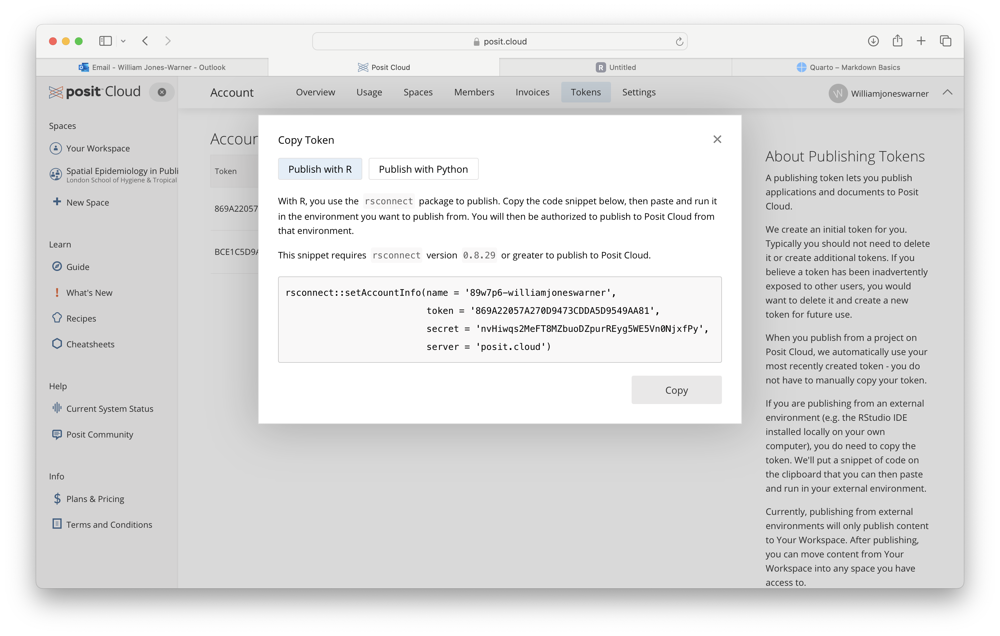 posit.cloud
Email - William Jones-Warner - Outlook
Posit Cloud
Untitled
Quarto – Markdown Basics
posit Cloud
Account
Overview
Usage
Spaces
Members
Invoices
Tokens
Settings
Williamjoneswarner
Spaces
Your Workspace
Spatial Epidemiology in Publi
London School of Hygiene & Tropical
New Space
Learn
Guide
What's New
Recipes
Cheatsheets
Help
Current System Status
Posit Community
Info
Plans & Pricing
Terms and Conditions
Accoun
Token
869A22057
BCE1C5D9A
Copy Token
Publish with R
Publish with Python
With R, you use the rsconnect package to publish. Copy the code snippet below, then paste and run it
in the environment you want to publish from. You will then be authorized to publish to Posit Cloud from
that environment.
This snippet requires rsconnect version 0.8.29 or greater to publish to Posit Cloud.
rsconnect::setAccountInfo(name = '89w7p6-williamjoneswarner',
token = '869A22057A270D9473CDDA5D9549AA81',
secret = 'nvHiwqs2MeFT8MZbuoDZpurREyg5WE5Vn0NjxfPy',
server = 'posit.cloud')
Copy
About Publishing Tokens
A publishing token lets you publish
applications and documents to Posit
Cloud.
We create an initial token for you.
Typically you should not need to delete
it or create additional tokens. If you
believe a token has been inadvertently
exposed to other users, you would
want to delete it and create a new
token for future use.
When you publish from a project on
Posit Cloud, we automatically use your
most recently created token - you do
not have to manually copy your token.
If you are publishing from an external
environment (e.g. the RStudio IDE
installed locally on your own
computer), you do need to copy the
token. We'll put a snippet of code on
the clipboard that you can then paste
and run in your external environment.
Currently, publishing from external
environments will only publish content
to Your Workspace. After publishing,
you can move content from Your
Workspace into any space you have
access to.